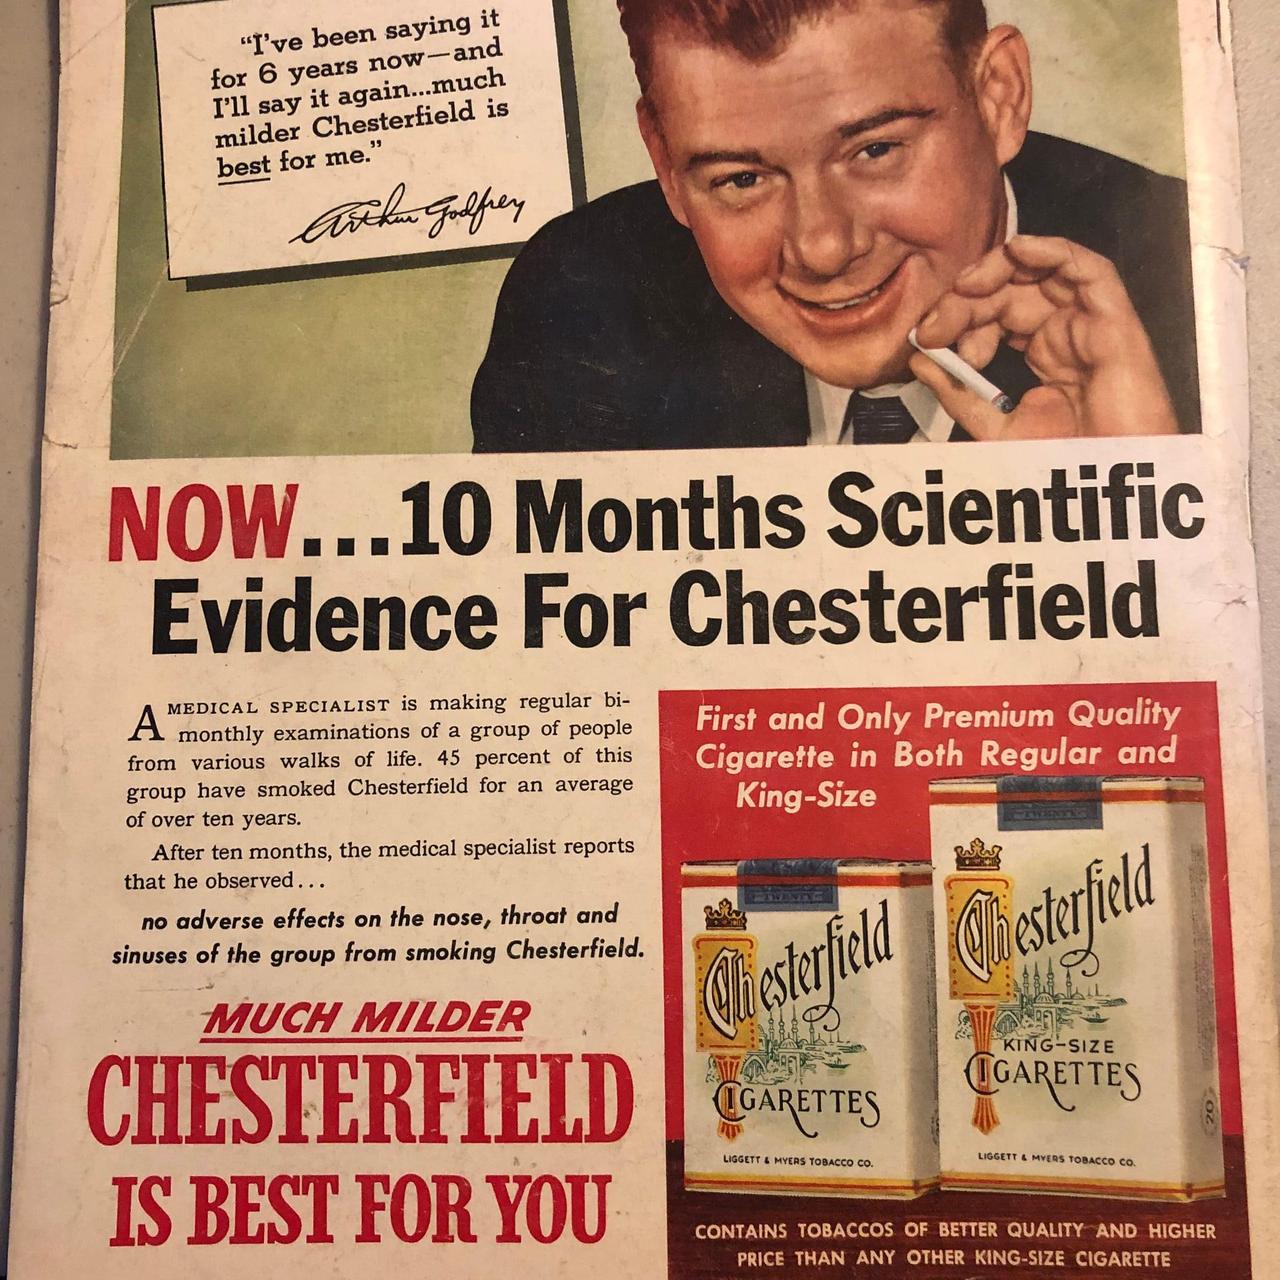 "I've been saying it
for 6 years now—and
I'll say it again...much
milder Chesterfield is
best for me."
Arthur Godfrey
NOW...10 Months Scientific
Evidence For Chesterfield
A MEDICAL SPECIALIST is making regular bi-
monthly examinations of a group of people
from various walks of life. 45 percent of this
group have smoked Chesterfield for an average
of over ten years.
After ten months, the medical specialist reports
that he observed...
no adverse effects on the nose, throat and
sinuses of the group from smoking Chesterfield.
MUCH MILDER
CHESTERFIELD
IS BEST FOR YOU
First and Only Premium Quality
Cigarette in Both Regular and
King-Size
TWENTY
Chesterfield
CIGARETTES
LIGGETT & MYERS TOBACCO CO.
TWENTY
Chesterfield
KING-SIZE
CIGARETTES
LIGGETT & MYERS TOBACCO CO.
20
CONTAINS TOBACCOS OF BETTER QUALITY AND HIGHER
PRICE THAN ANY OTHER KING-SIZE CIGARETTE